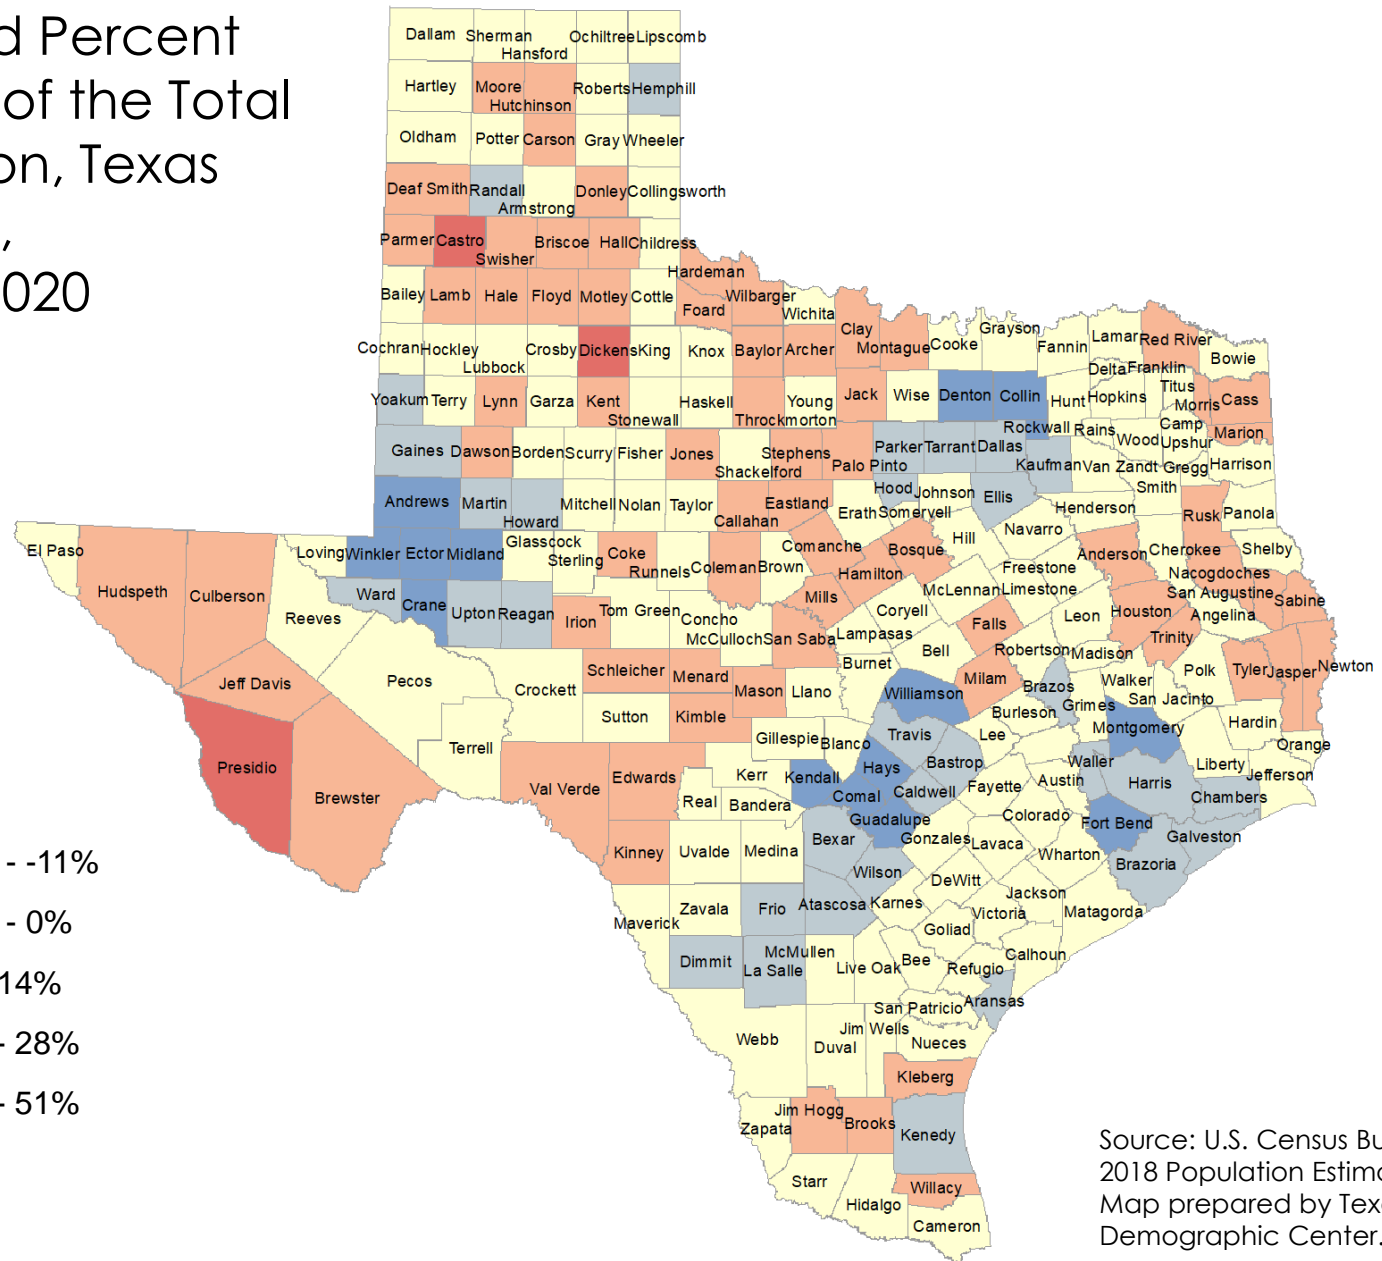 d Percent
of the Total
on, Texas
,
020
- -11%
- 0%
14%
- 28%
- 51%
Dallam Sherman Hansford Ochiltree Lipscomb
Hartley Moore Hutchinson Roberts Hemphill
Oldham Potter Carson Gray Wheeler
Deaf Smith Randall Armstrong Donley Collingsworth
Parmer Castro Swisher Briscoe Hall Childress
Hardeman
Bailey Lamb Hale Floyd Motley Cottle Foard Wilbarger Wichita
Cochran Hockley Lubbock Crosby Dickens King Knox Baylor Archer Clay Montague Cooke Grayson Fannin Lamar Red River Bowie
Delta Franklin Titus Morris Cass
Yoakum Terry Lynn Garza Kent Stonewall Haskell Throckmorton Young Jack Wise Denton Collin Hunt Hopkins
Rockwall Rains Wood Camp Upshur Marion
Gaines Dawson Borden Scurry Fisher Jones Shackelford Stephens Palo Pinto Parker Tarrant Dallas Kaufman Van Zandt Gregg Harrison
Andrews Martin Howard Mitchell Nolan Taylor Callahan Eastland Erath Hood Somervell Johnson Ellis Henderson Smith Rusk Panola
El Paso Loving Winkler Ector Midland Glasscock Sterling Coke Runnels Coleman Brown Comanche Hamilton Bosque Hill Navarro Freestone Anderson Cherokee Shelby
Nacogdoches
San Augustine Sabine
Hudspeth Culberson Reeves Ward Crane Upton Reagan Irion Tom Green Concho McCulloch San Saba Mills Lampasas Coryell McLennan Limestone Falls Leon Houston Angelina Trinity
Jeff Davis Pecos Crockett Schleicher Menard Mason Llano Burnet Bell Milam Robertson Madison Brazos Walker Polk Tyler Jasper Newton
San Jacinto
Presidio Brewster Terrell Sutton Kimble Gillespie Blanco Williamson Travis Lee Burleson Grimes Montgomery Hardin Orange
Liberty Jefferson
Val Verde Edwards Kerr Real Bandera Kendall Hays Comal Caldwell Bastrop Fayette Austin Waller Harris Chambers
Kinney Uvalde Medina Bexar Guadalupe Gonzales Lavaca Colorado Wharton Fort Bend Brazoria Galveston
Maverick Zavala Frio Atascosa Wilson Karnes DeWitt Jackson Victoria Matagorda
Goliad
Dimmit La Salle McMullen Live Oak Bee Refugio Calhoun Aransas
San Patricio
Webb Duval Jim Wells Nueces
Kleberg
Zapata Jim Hogg Brooks Kenedy
Starr Hidalgo Willacy
Cameron
Source: U.S. Census Bu
2018 Population Estima
Map prepared by Tex
Demographic Center.